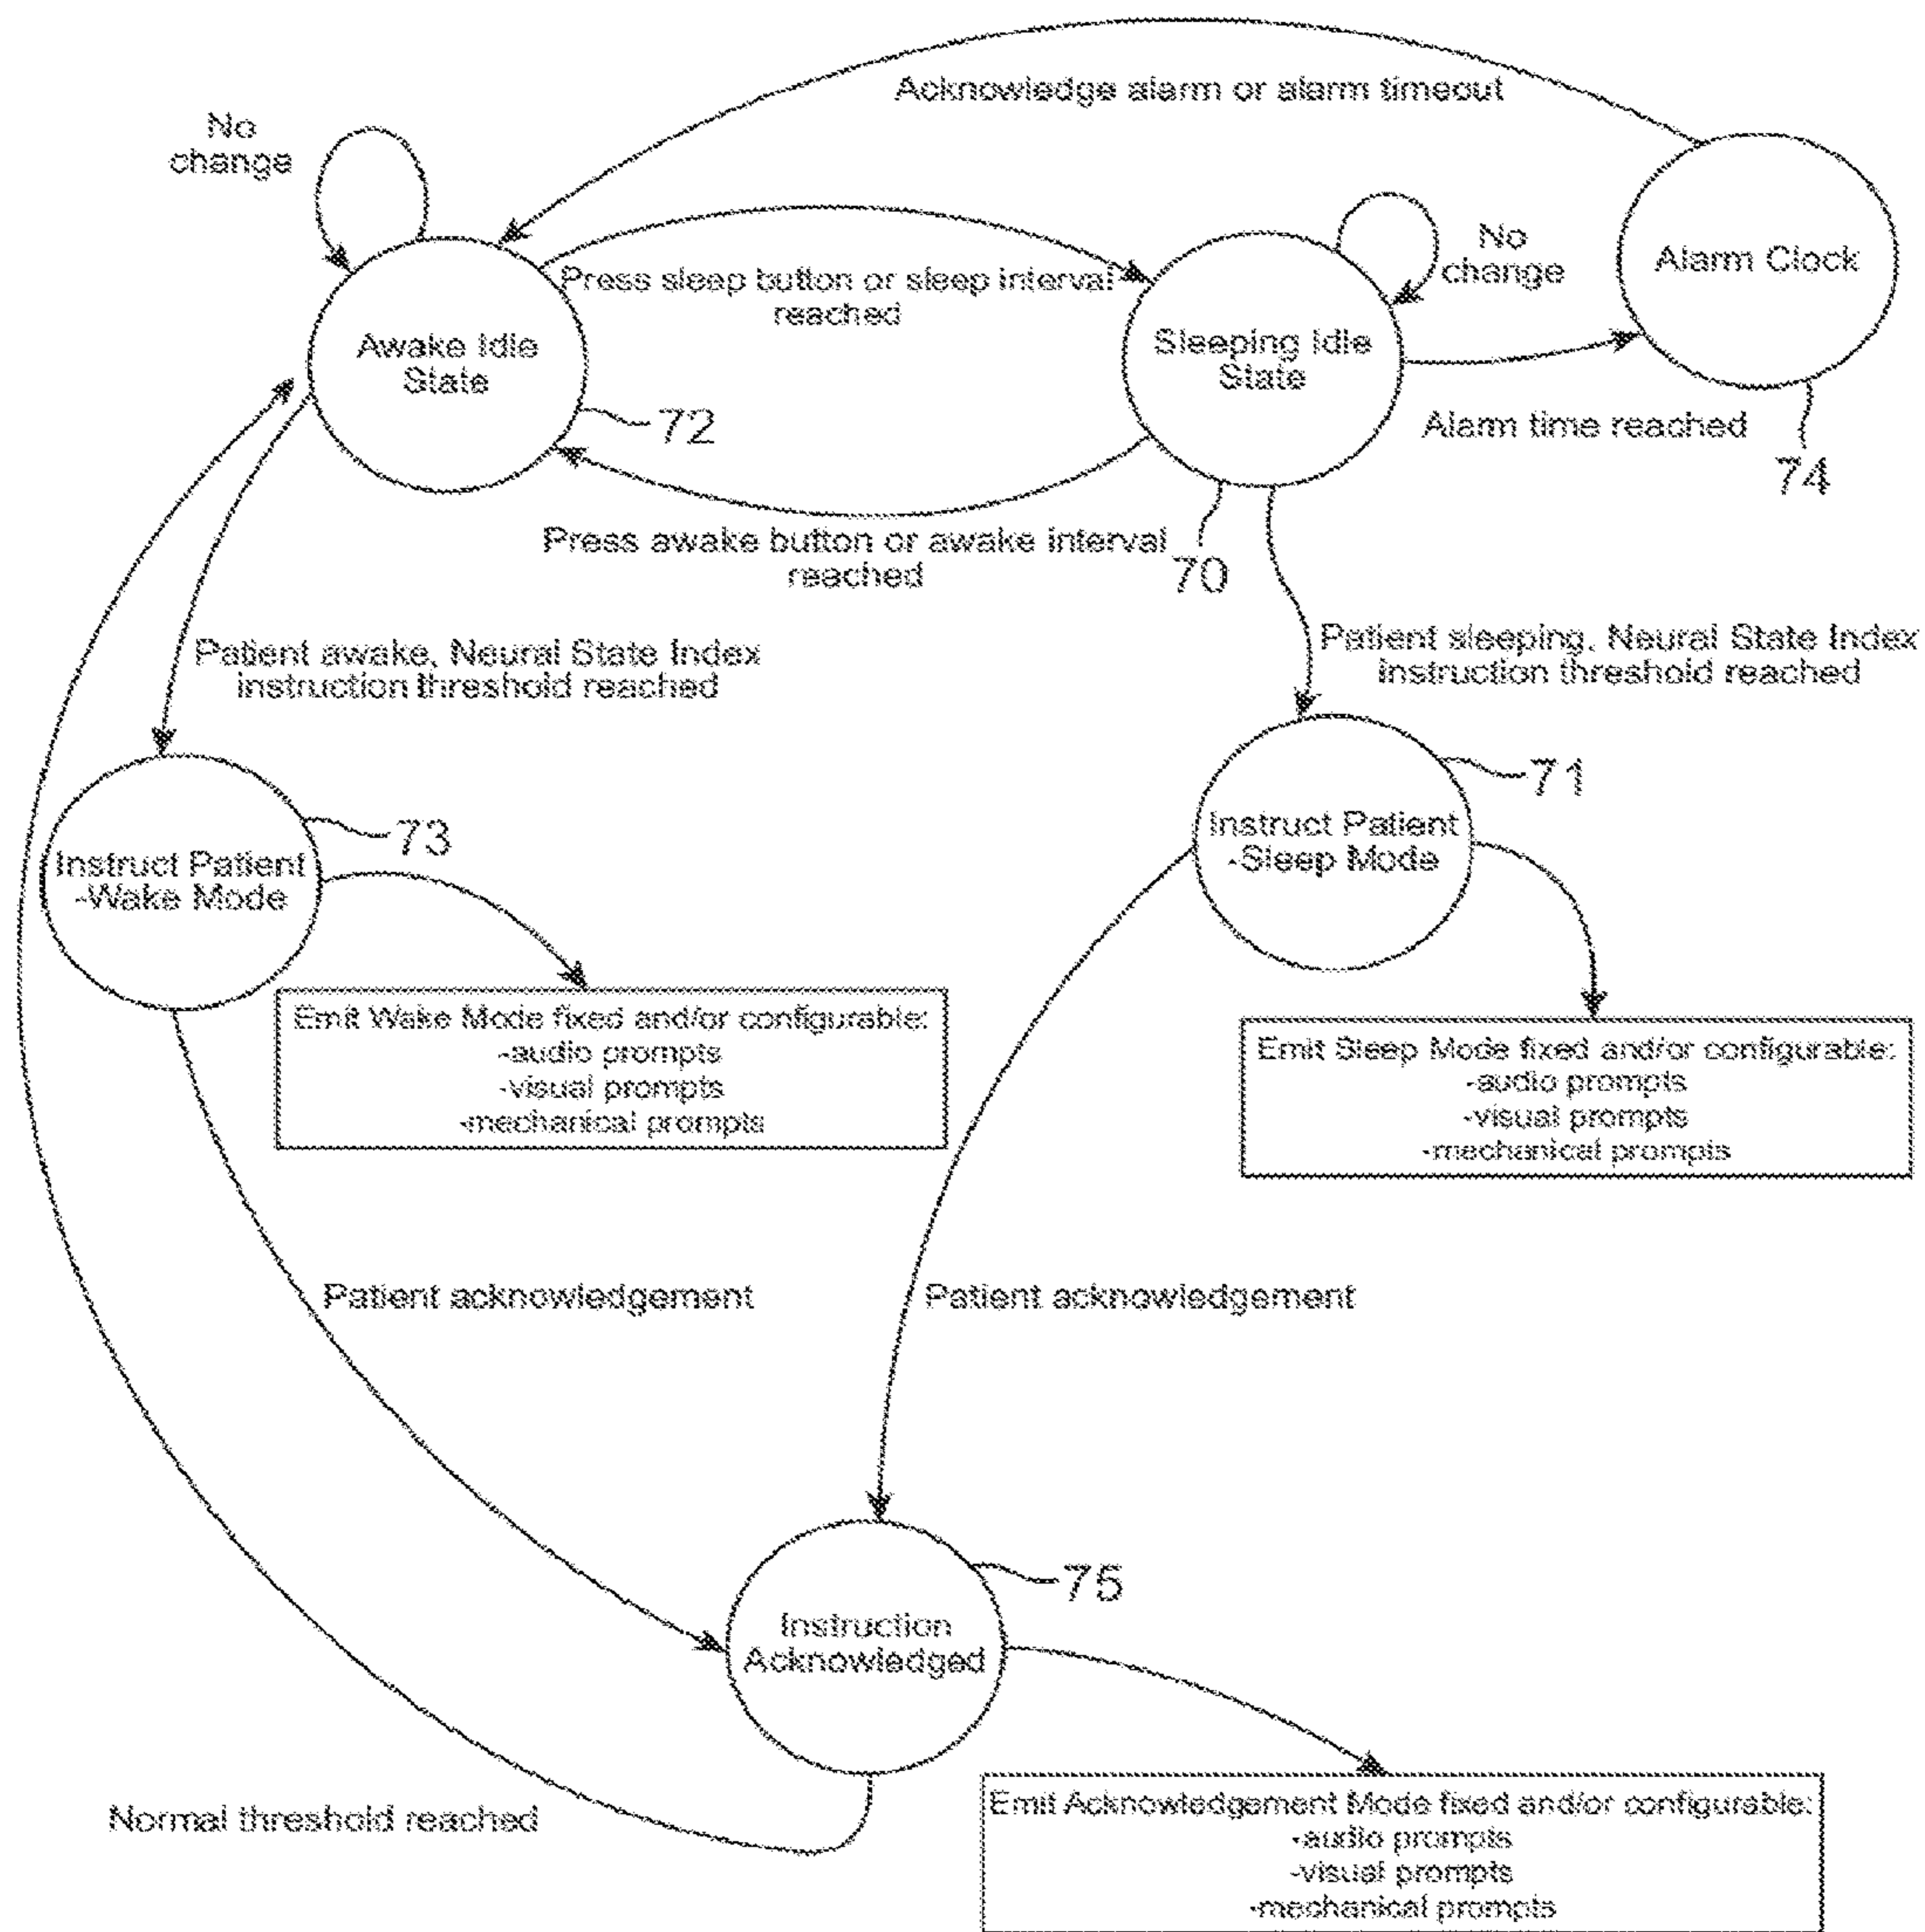 Acknowledge alarm or alarm timeout
No
change
No
change
Alarm Clock
Press sleep button or sleep interval
reached
Awake Idle
State
Sleeping Idle
State
72
Alarm time reached
74
Press awake button or awake interval
reached
70
Patient awake, Neural State Index
instruction threshold reached
Patient sleeping, Neural State Index
instruction threshold reached
71
73
Instruct Patient
-Sleep Mode
Instruct Patient
-Wake Mode
Emit Wake Mode fixed and/or configurable:
-audio prompts
-visual prompts
-mechanical prompts
Emit Sleep Mode fixed and/or configurable:
-audio prompts
-visual prompts
-mechanical prompts
Patient acknowledgement
Patient acknowledgement
75
Instruction
Acknowledged
Normal threshold reached
Emit Acknowledgement Mode fixed and/or configurable:
-audio prompts
-visual prompts
-mechanical prompts